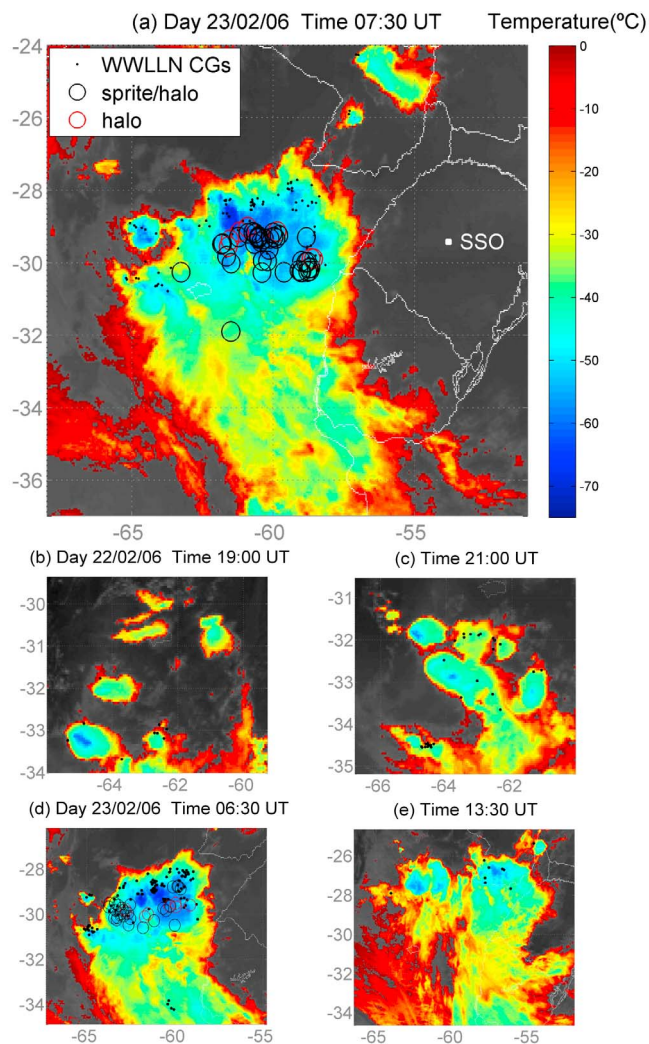 (a) Day 23/02/06 Time 07:30 UT Temperature(ºC)
WWLLN CGs
sprite/halo
halo
SSO
-24
-26
-28
-30
-32
-34
-36
-65 -60 -55
0
-10
-20
-30
-40
-50
-60
-70
(b) Day 22/02/06 Time 19:00 UT
-30
-31
-32
-33
-34
-64 -62 -60
(c) Time 21:00 UT
-31
-32
-33
-34
-35
-66 -64 -62
(d) Day 23/02/06 Time 06:30 UT
-26
-28
-30
-32
-34
-65 -60 -55
(e) Time 13:30 UT
-26
-28
-30
-32
-34
-65 -60 -55